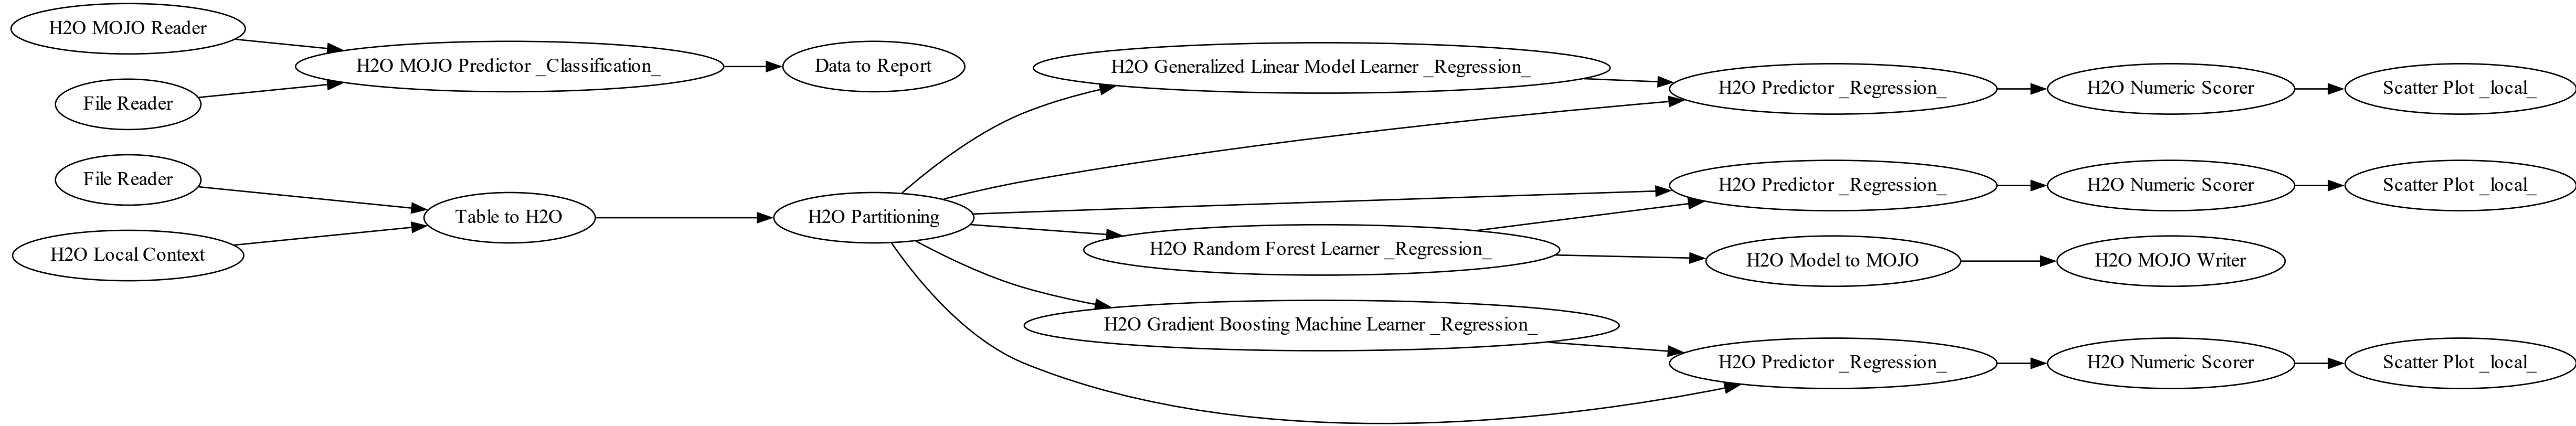 H2O MOJO Reader
File Reader
H2O MOJO Predictor _Classification_
Data to Report
File Reader
H2O Local Context
Table to H2O
H2O Partitioning
H2O Generalized Linear Model Learner _Regression_
H2O Predictor _Regression_
H2O Numeric Scorer
Scatter Plot _local_
H2O Predictor _Regression_
H2O Numeric Scorer
Scatter Plot _local_
H2O Random Forest Learner _Regression_
H2O Model to MOJO
H2O MOJO Writer
H2O Gradient Boosting Machine Learner _Regression_
H2O Predictor _Regression_
H2O Numeric Scorer
Scatter Plot _local_